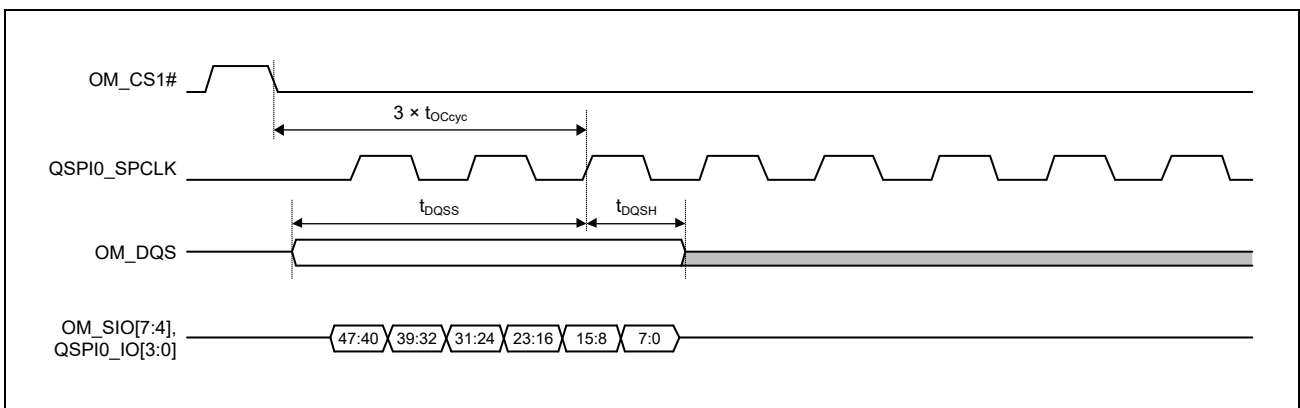 OM_CS1#
3 × tOCcyc
QSPI0_SPCLK
tDQSS
tDQSH
OM_DQS
OM_SIO[7:4],
QSPI0_IO[3:0]
47:40 39:32 31:24 23:16 15:8 7:0